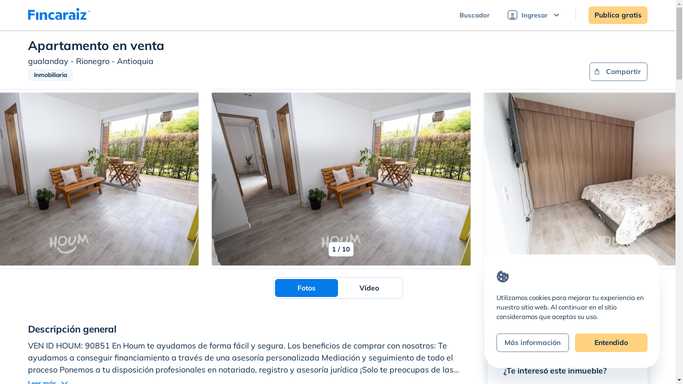 Fincaraiz
Buscador
Ingresar
Publica gratis
Apartamento en venta
gualanday - Rionegro - Antioquia
Inmobiliaria
Compartir
HOUM
HOUM
HOUM
1 / 10
Fotos
Video
Utilizamos cookies para mejorar tu experiencia en
nuestro sitio web. Al continuar en el sitio
consideramos que aceptas su uso.
Más información
Entendido
Descripción general
VEN ID HOUM: 90851 En Houm te ayudamos de forma fácil y segura. Los beneficios de comprar con nosotros: Te
ayudamos a conseguir financiamiento a través de una asesoría personalizada Mediación y seguimiento de todo el
proceso Ponemos a tu disposición profesionales en notariado, registro y asesoría jurídica ¡Solo te preocupas de las...
Leer más
¿Te interesó este inmueble?